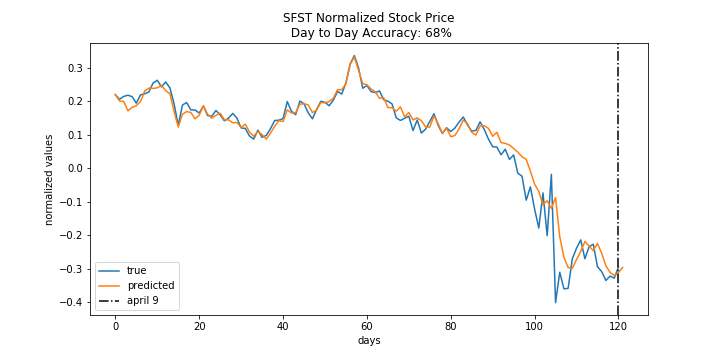 SFST Normalized Stock Price
Day to Day Accuracy: 68%
normalized values
0.3
0.2
0.1
0.0
−0.1
−0.2
−0.3
−0.4
true
predicted
april 9
0
20
40
60
80
100
120
days